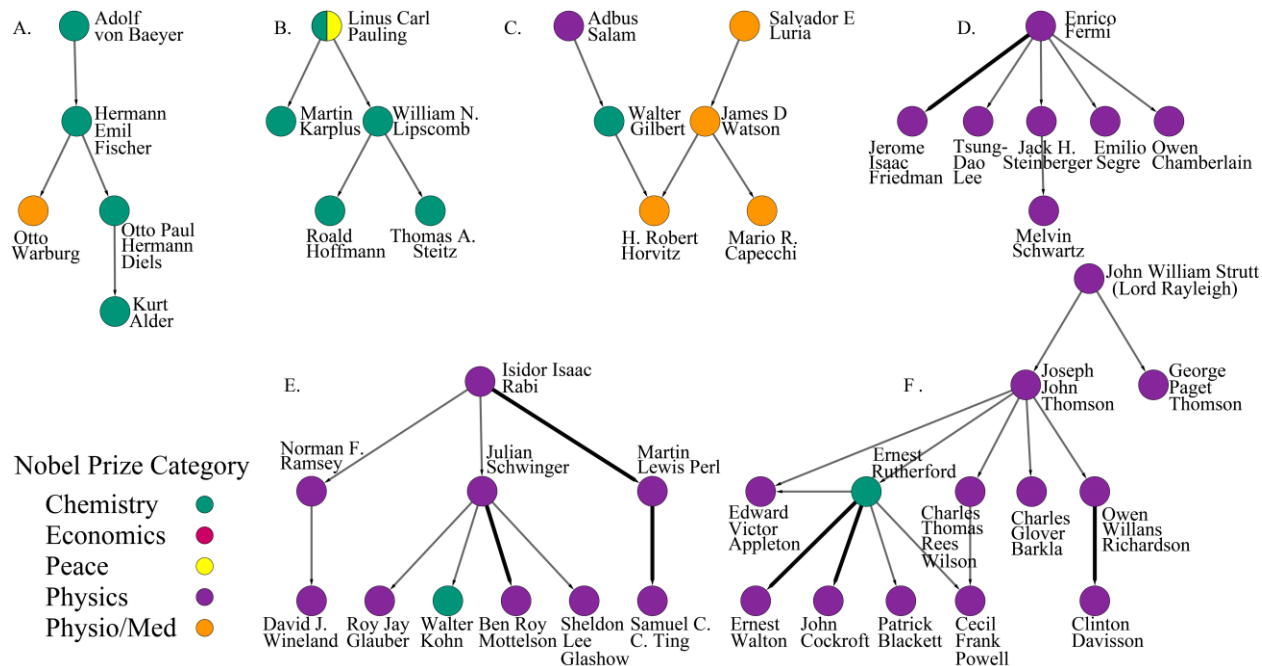 A.
Adolf
von Baeyer
Hermann
Emil
Fischer
Otto
Warburg
Otto Paul
Hermann
Diels
Kurt
Alder
B.
Linus Carl
Pauling
Martin
Karplus
William N.
Lipscomb
Roald
Hoffmann
Thomas A.
Steitz
C.
Adbus
Salam
Salvador E
Luria
Walter
Gilbert
James D
Watson
H. Robert
Horvitz
Mario R.
Capecchi
D.
Enrico
Fermi
Jerome
Isaac
Friedman
Tsung-
Dao
Lee
Jack H.
Steinberger
Emilio
Segre
Owen
Chamberlain
Melvin
Schwartz
E.
Isidor Isaac
Rabi
Norman F.
Ramsey
Julian
Schwinger
Martin
Lewis Perl
David J.
Wineland
Roy Jay
Glauber
Walter
Kohn
Ben Roy
Mottelson
Sheldon
Lee
Glashow
Samuel C.
C. Ting
F .
John William Strutt
(Lord Rayleigh)
Joseph
John
Thomson
George
Paget
Thomson
Ernest
Rutherford
Edward
Victor
Appleton
Charles
Thomas
Rees
Wilson
Charles
Glover
Barkla
Owen
Willans
Richardson
Ernest
Walton
John
Cockroft
Patrick
Blackett
Cecil
Frank
Powell
Clinton
Davisson
Nobel Prize Category
Chemistry
Economics
Peace
Physics
Physio/Med